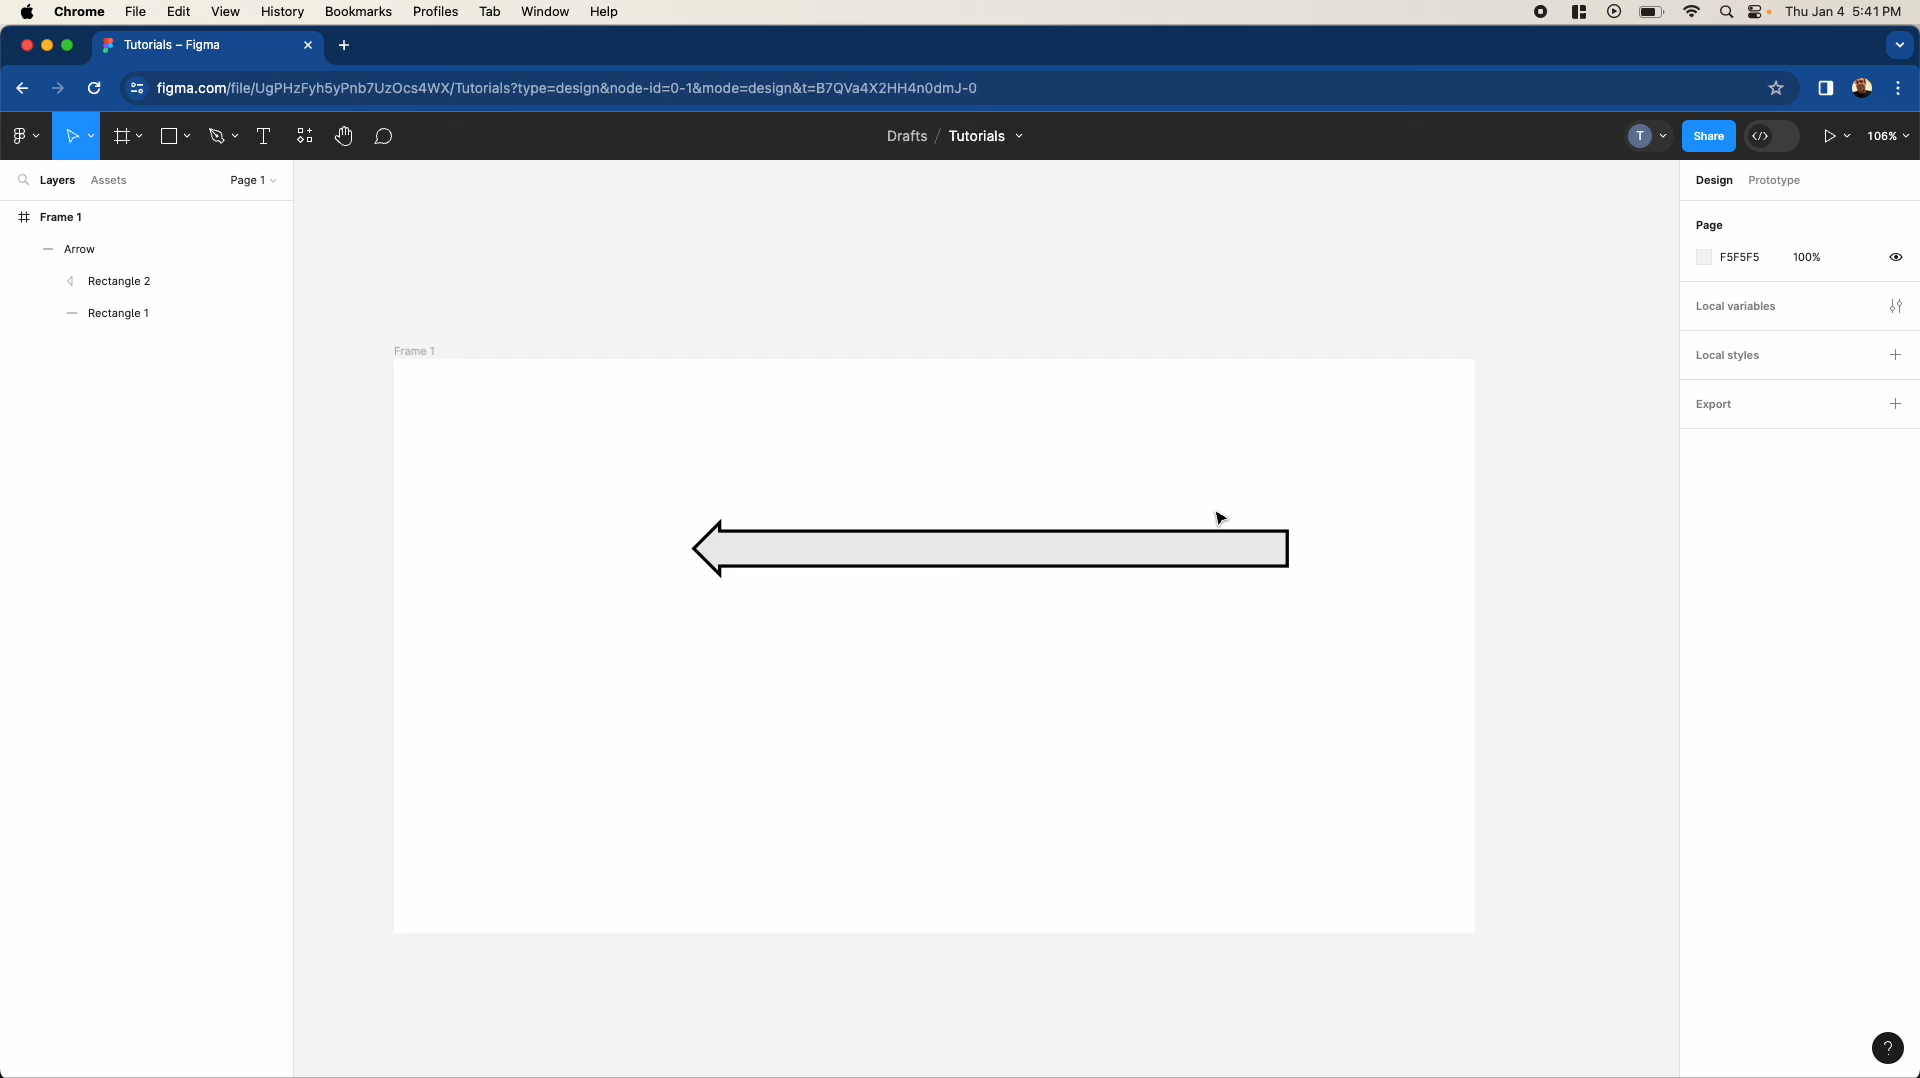 Chrome File Edit View History Bookmarks Profiles Tab Window Help Thu Jan 4 5:41 PM
Tutorials – Figma
figma.com/file/UgPHzFyh5yPnb7UzOcs4WX/Tutorials?type=design&node-id=0-1&mode=design&t=B7QVa4X2HH4n0dmJ-0
Drafts / Tutorials T Share 106%
Layers Assets Page 1 Design Prototype
Frame 1
Page
Arrow
F5F5F5 100%
Rectangle 2
Local variables
Rectangle 1
Frame 1
Local styles
Export
?